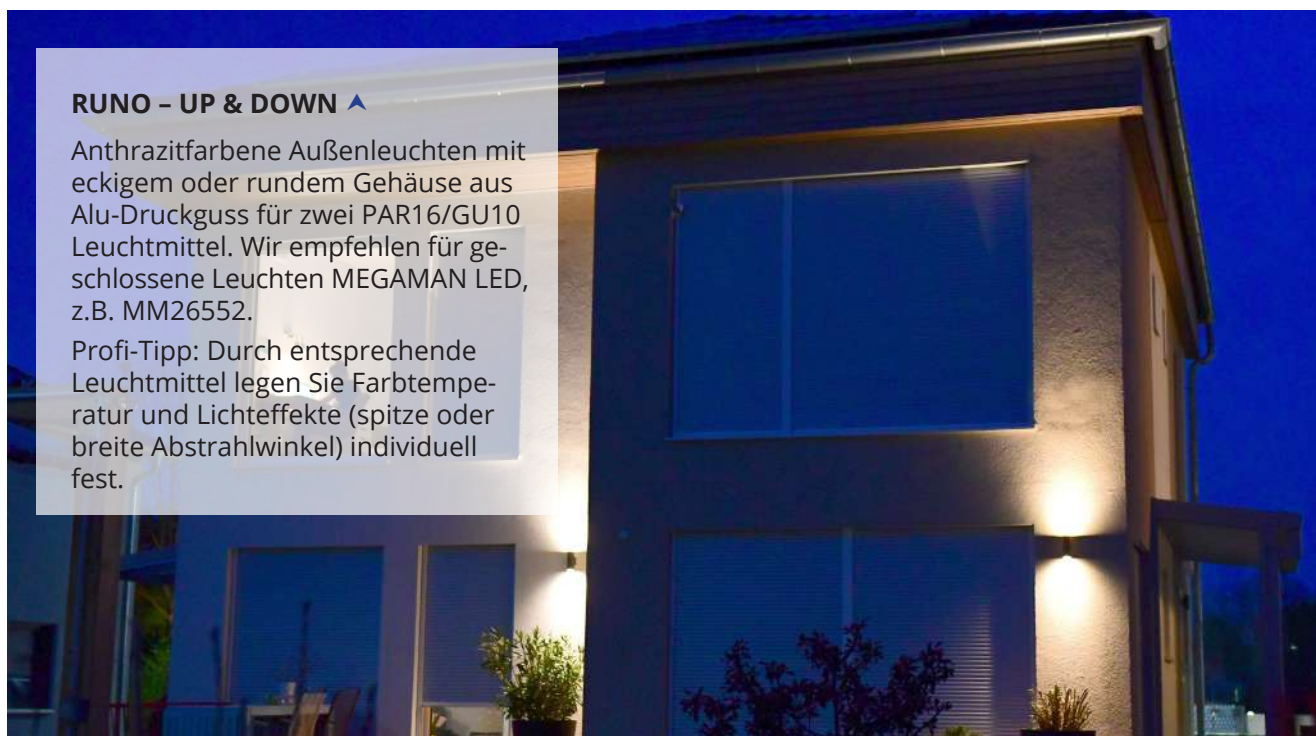 RUNO – UP & DOWN
Anthrazitfarbene Außenleuchten mit
eckigem oder rundem Gehäuse aus
Alu-Druckguss für zwei PAR16/GU10
Leuchtmittel. Wir empfehlen für ge-
schlossene Leuchten MEGAMAN LED,
z.B. MM26552.
Profi-Tipp: Durch entsprechende
Leuchtmittel legen Sie Farbtempe-
ratur und Lichteffekte (spitze oder
breite Abstrahlwinkel) individuell
fest.